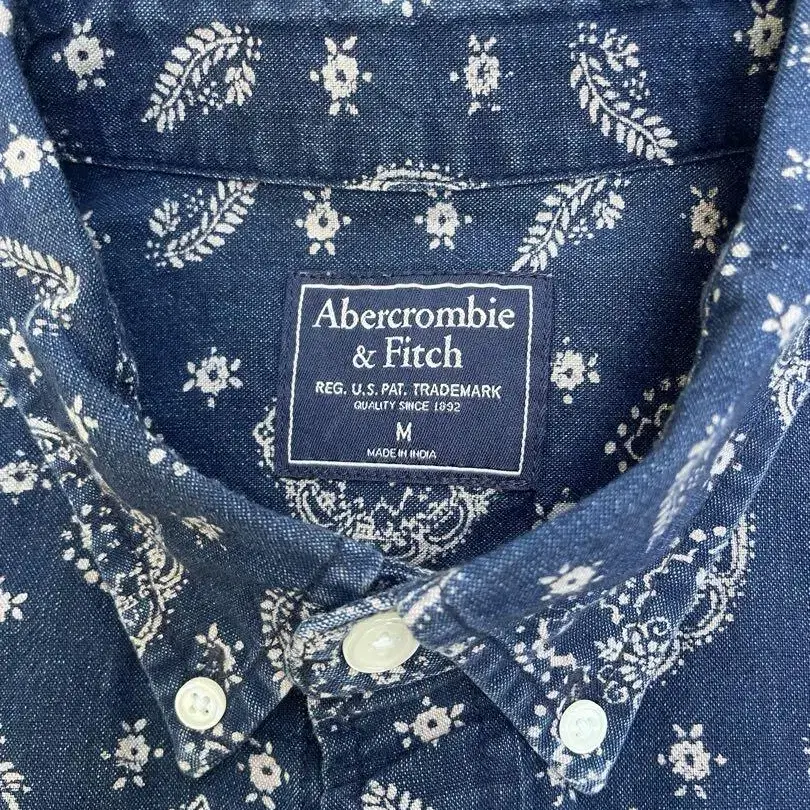 Abercrombie
& Fitch
REG. U.S. PAT. TRADEMARK
QUALITY SINCE 1892
M
MADE IN INDIA